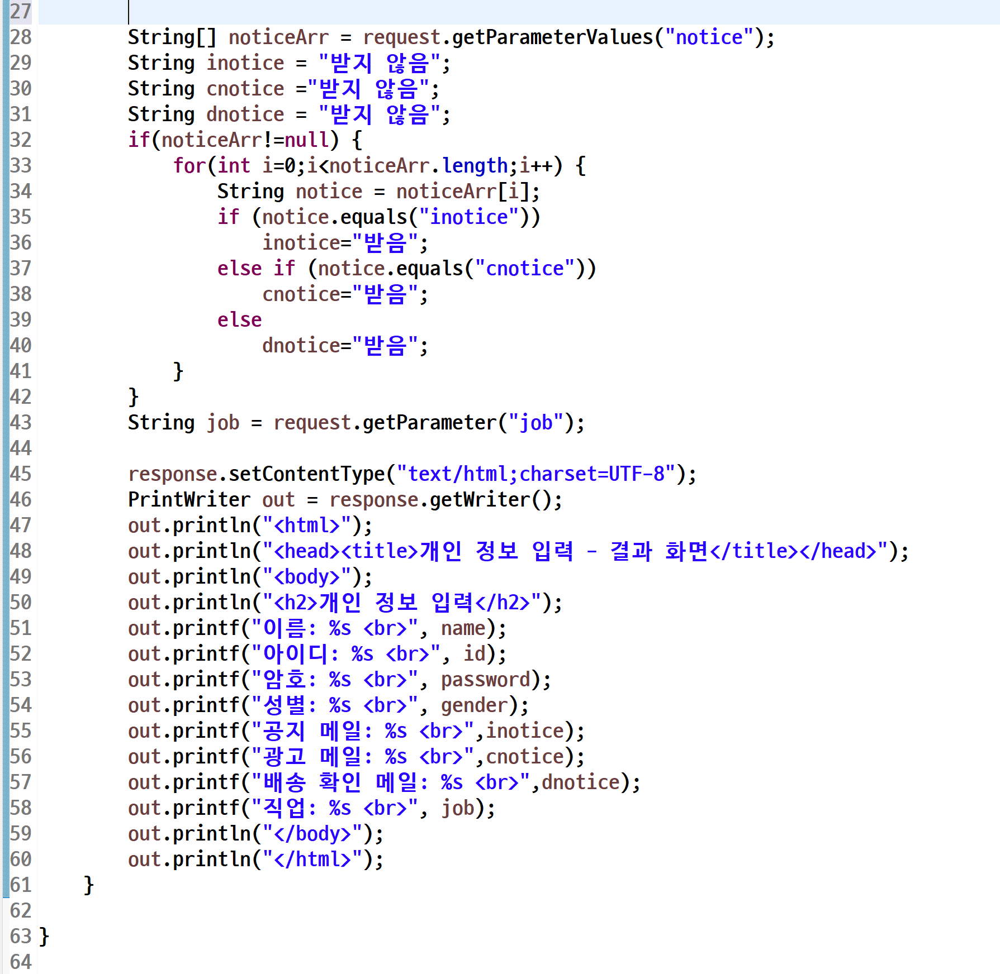 27
28 String[] noticeArr = request.getParameterValues("notice");
29 String inotice = "받지 않음";
30 String cnotice ="받지 않음";
31 String dnotice = "받지 않음";
32 if(noticeArr!=null) {
33 for(int i=0;i<noticeArr.length;i++) {
34 String notice = noticeArr[i];
35 if (notice.equals("inotice"))
36 inotice="받음";
37 else if (notice.equals("cnotice"))
38 cnotice="받음";
39 else
40 dnotice="받음";
41 }
42 }
43 String job = request.getParameter("job");
44
45 response.setContentType("text/html;charset=UTF-8");
46 PrintWriter out = response.getWriter();
47 out.println("<html>");
48 out.println("<head><title>개인 정보 입력 - 결과 화면</title></head>");
49 out.println("<body>");
50 out.println("<h2>개인 정보 입력</h2>");
51 out.printf("이름: %s <br>", name);
52 out.printf("아이디: %s <br>", id);
53 out.printf("암호: %s <br>", password);
54 out.printf("성별: %s <br>", gender);
55 out.printf("공지 메일: %s <br>",inotice);
56 out.printf("광고 메일: %s <br>",cnotice);
57 out.printf("배송 확인 메일: %s <br>",dnotice);
58 out.printf("직업: %s <br>", job);
59 out.println("</body>");
60 out.println("</html>");
61 }
62
63 }
64